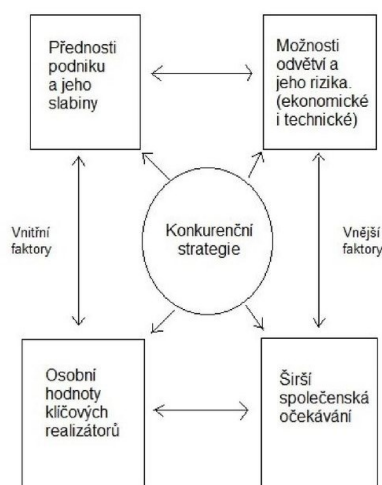 Přednosti
podniku
a jeho
slabiny
Možnosti
odvětví a
jeho rizika.
(ekonomické
i technické)
Konkurenční
strategie
Vnitřní
faktory
Vnější
faktory
Osobní
hodnoty
klíčových
realizátorů
Širší
společenská
očekávání